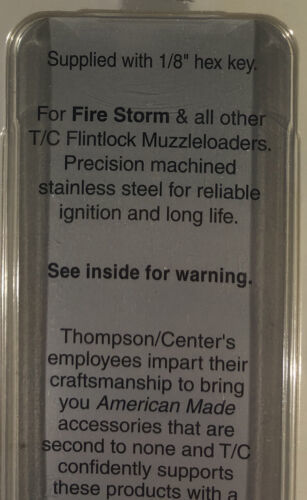 Supplied with 1/8" hex key.
For Fire Storm & all other
T/C Flintlock Muzzleloaders.
Precision machined
stainless steel for reliable
ignition and long life.
See inside for warning.
Thompson/Center's
employees impart their
craftsmanship to bring
you American Made
accessories that are
second to none and T/C
confidently supports
these products with a